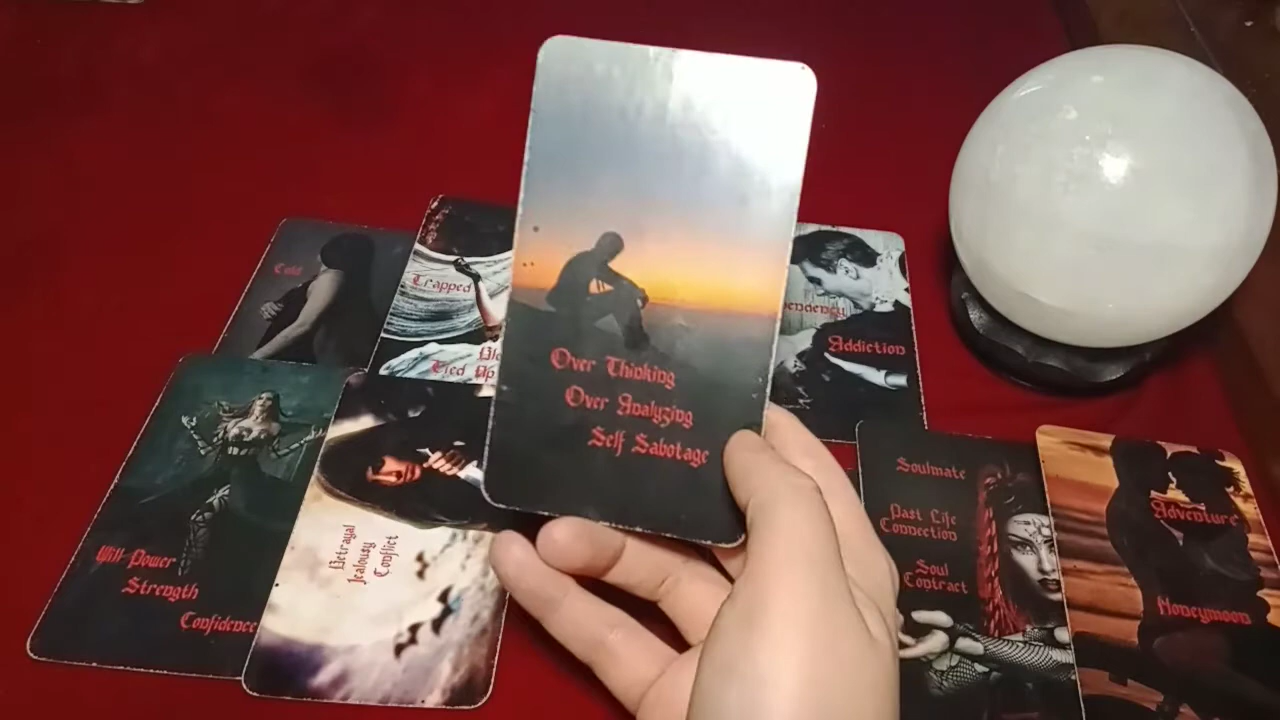 Over Thinking
Over Analyzing
Self Sabotage
Cold
Trapped
Tied Up
Addiction
Will Power
Strength
Confidence
Betrayal
Jealousy
Conflict
Soulmate
Past Life
Connection
Soul
Contract
Adventure
Honeymoon